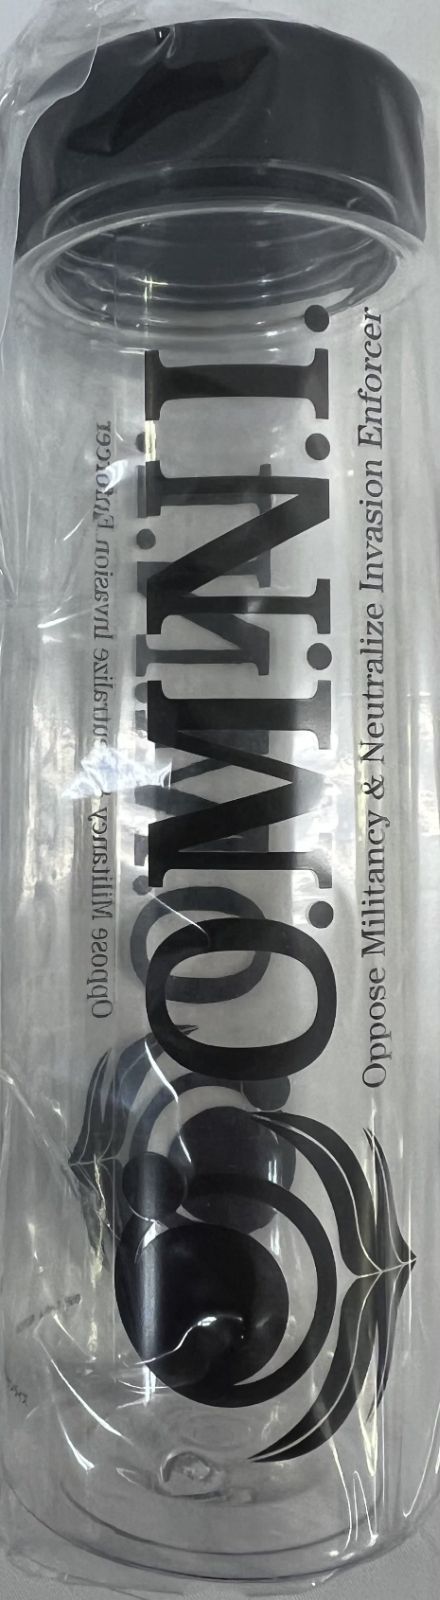 O.M.N.I.
Oppose Militancy & Neutralize Invasion Enforcer